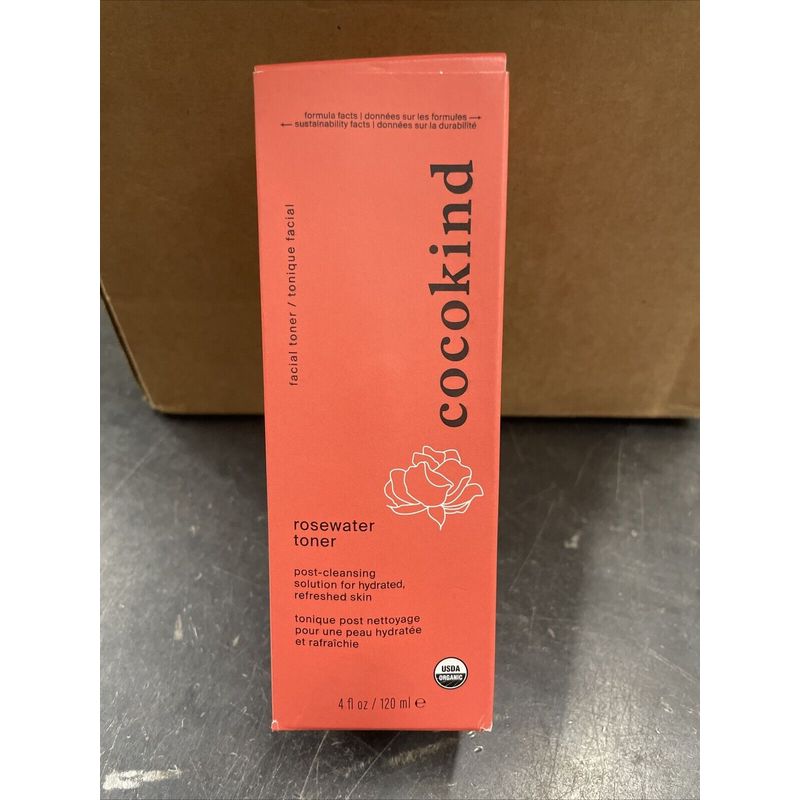 formula facts | données sur les formules →
← sustainability facts | données sur la durabilité
cocokind
facial toner / tonique facial
rosewater
toner
post-cleansing
solution for hydrated,
refreshed skin
tonique post nettoyage
pour une peau hydratée
et rafraîchie
USDA
ORGANIC
4 fl oz / 120 ml ℮